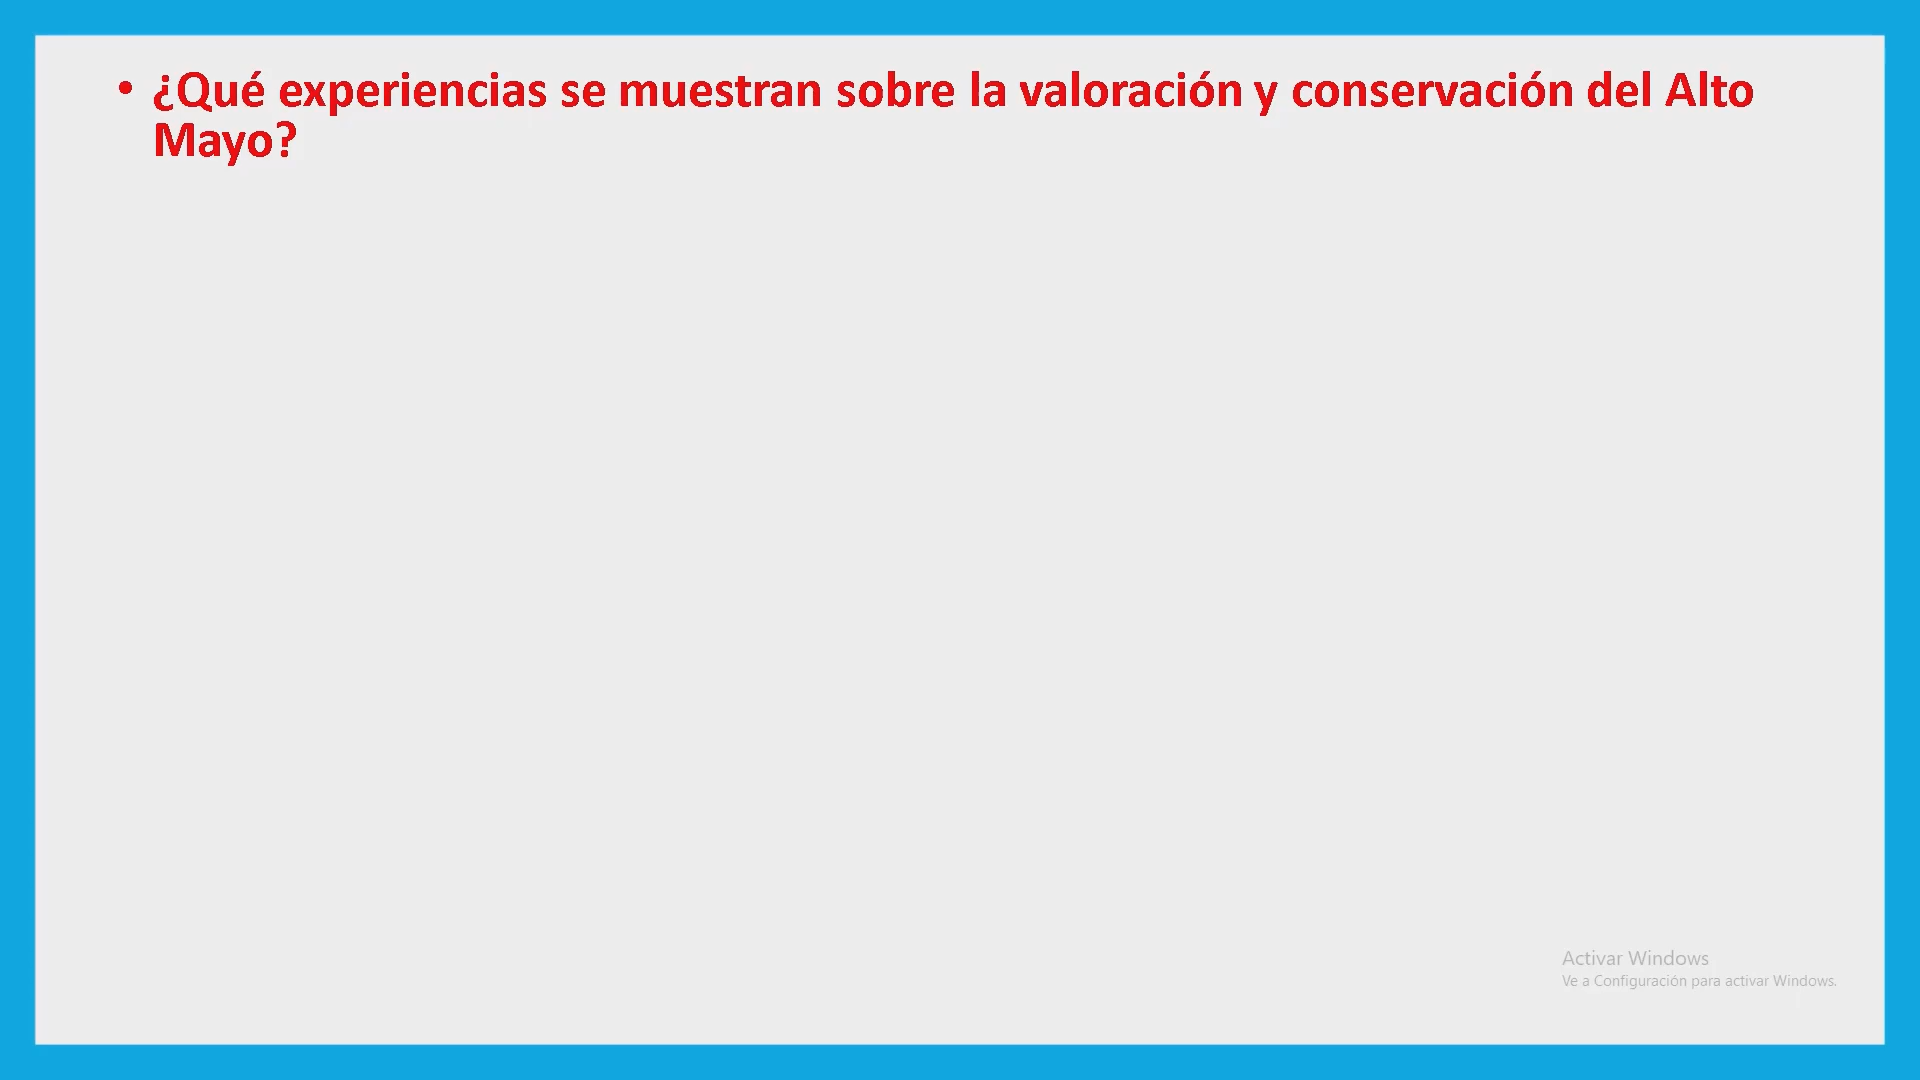 • ¿Qué experiencias se muestran sobre la valoración y conservación del Alto
Mayo?
Activar Windows
Ve a Configuración para activar Windows.